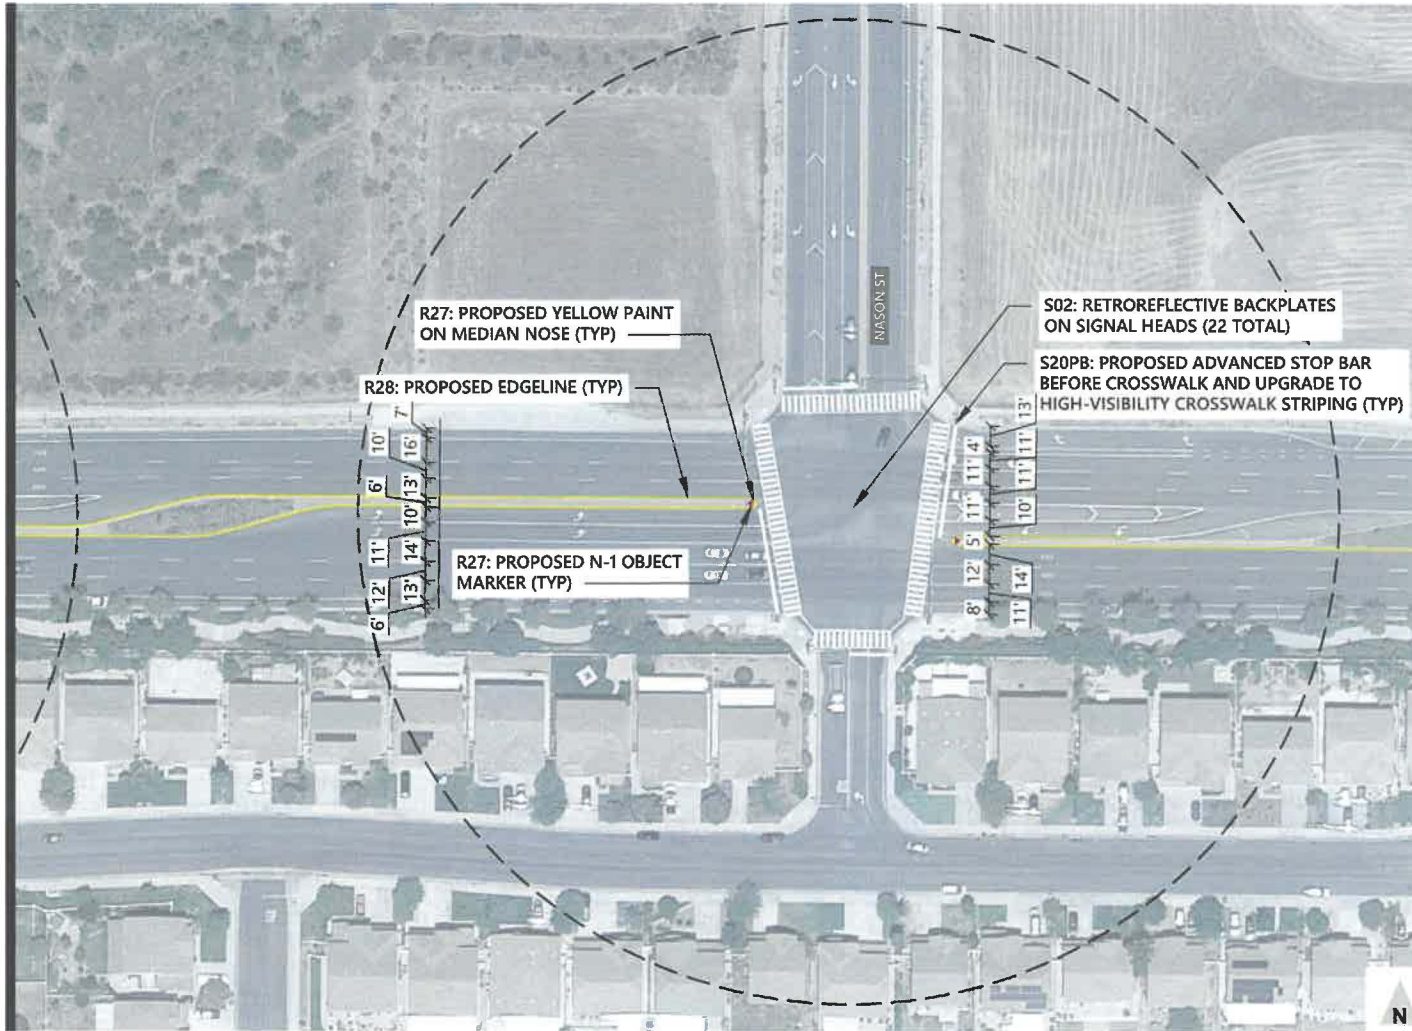 NASON ST
R27: PROPOSED YELLOW PAINT
ON MEDIAN NOSE (TYP)
S02: RETROREFLECTIVE BACKPLATES
ON SIGNAL HEADS (22 TOTAL)
S20PB: PROPOSED ADVANCED STOP BAR
BEFORE CROSSWALK AND UPGRADE TO
HIGH-VISIBILITY CROSSWALK STRIPING (TYP)
R28: PROPOSED EDGELINE (TYP)
R27: PROPOSED N-1 OBJECT
MARKER (TYP)
7'
10'
16'
6'
13'
10'
11'
14'
12'
13'
6'
13'
4'
11'
11'
11'
11'
10'
5'
12'
14'
8'
11'
N